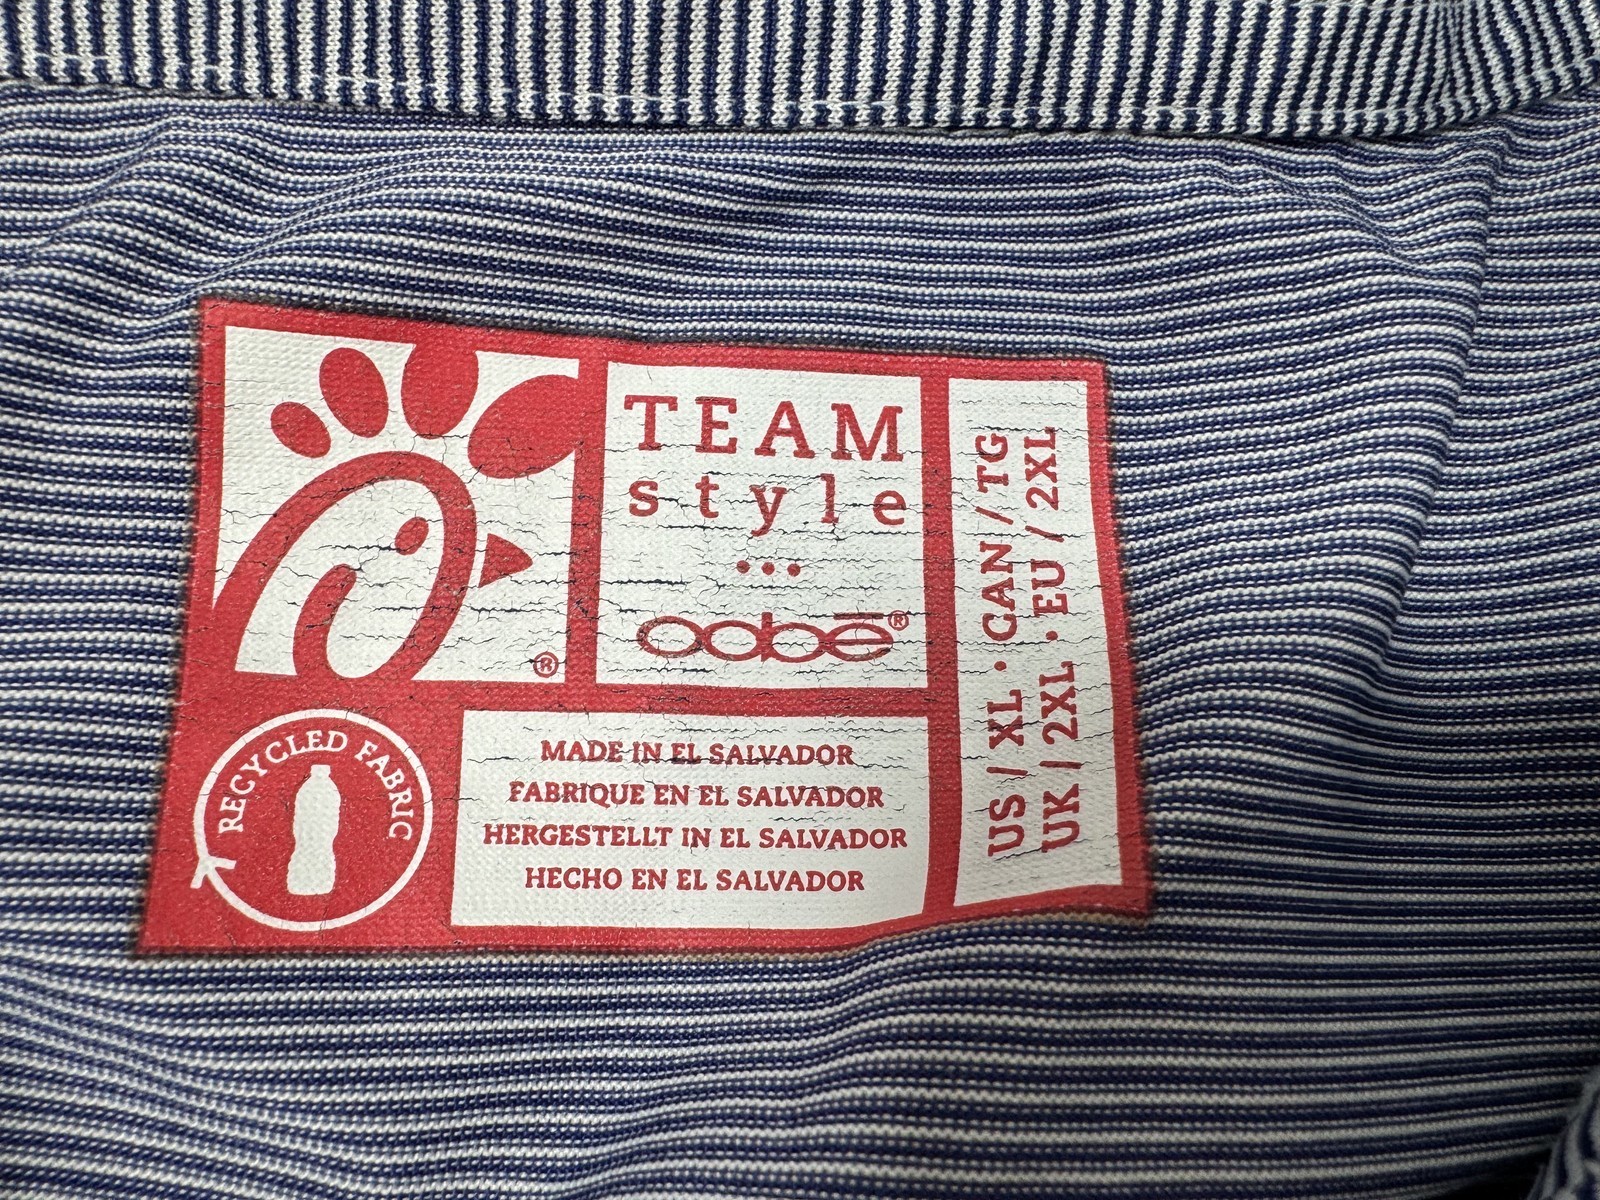 TEAM
style
odbē®
®
RECYCLED FABRIC
MADE IN EL SALVADOR
FABRIQUE EN EL SALVADOR
HERGESTELLT IN EL SALVADOR
HECHO EN EL SALVADOR
US / XL · CAN / TG
UK / 2XL · EU / 2XL